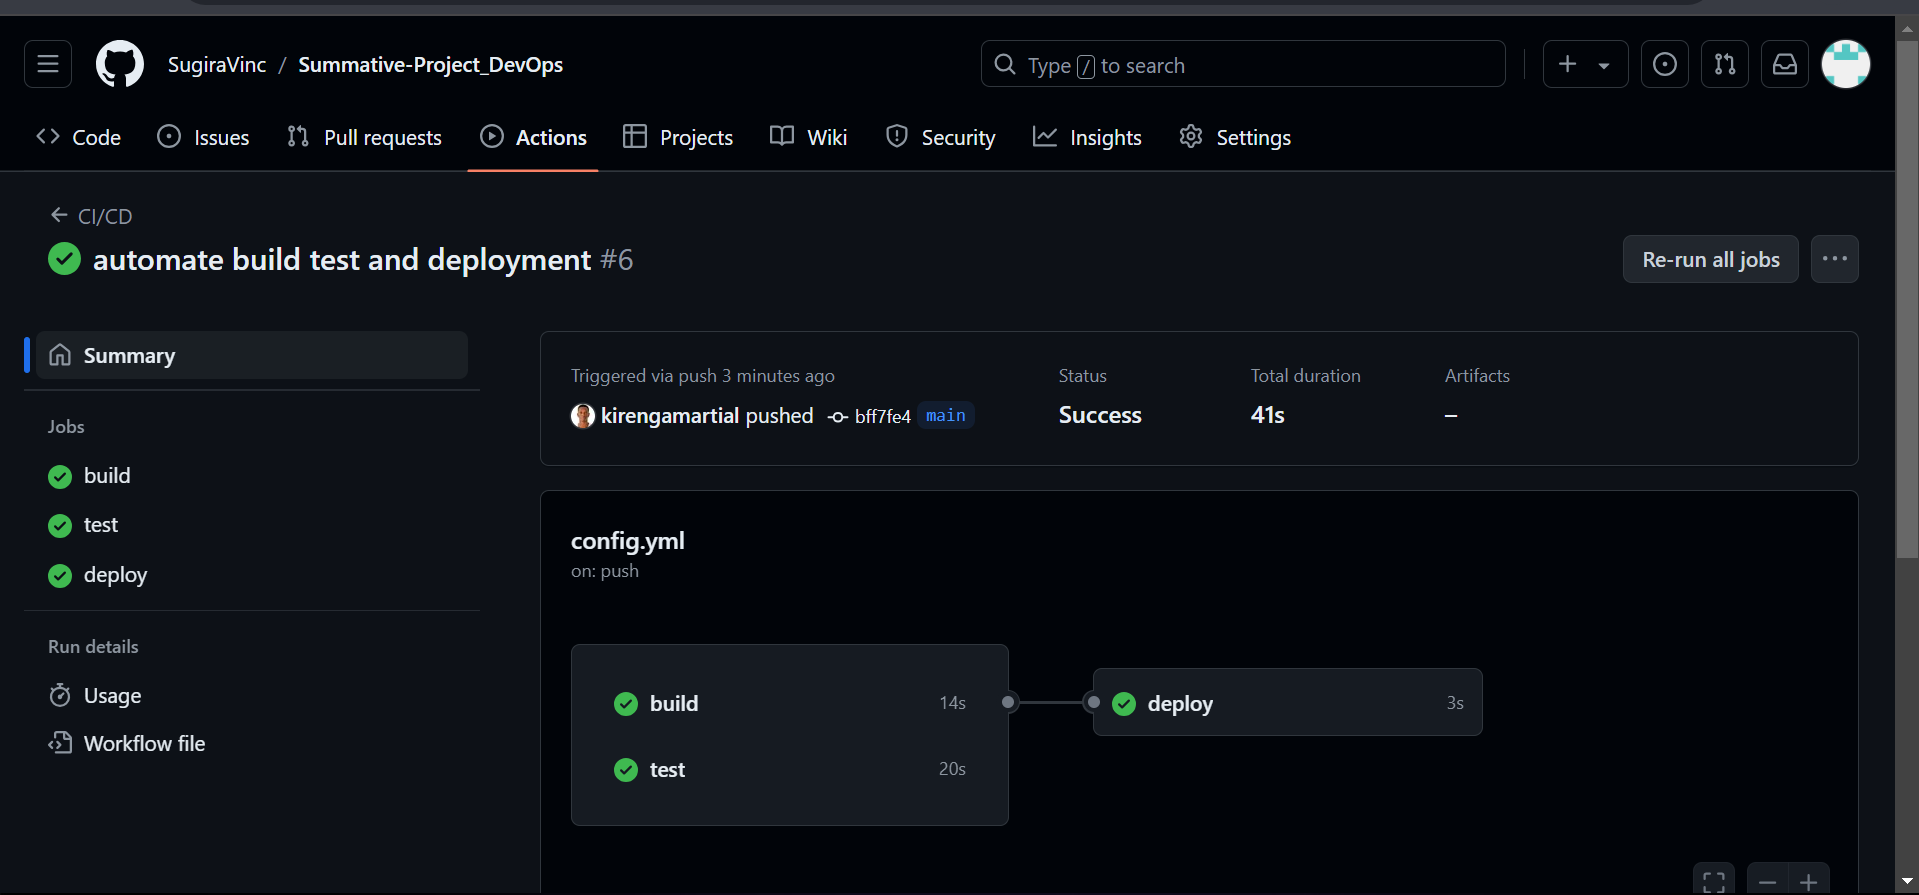 SugiraVinc / Summative-Project_DevOps
Type / to search
Code Issues Pull requests Actions Projects Wiki Security Insights Settings
CI/CD
automate build test and deployment #6
Re-run all jobs
Summary
Jobs
build
test
deploy
Run details
Usage
Workflow file
Triggered via push 3 minutes ago
kirengamartial pushed bff7fe4 main
Status
Success
Total duration
41s
Artifacts
–
config.yml
on: push
build 14s
test 20s
deploy 3s